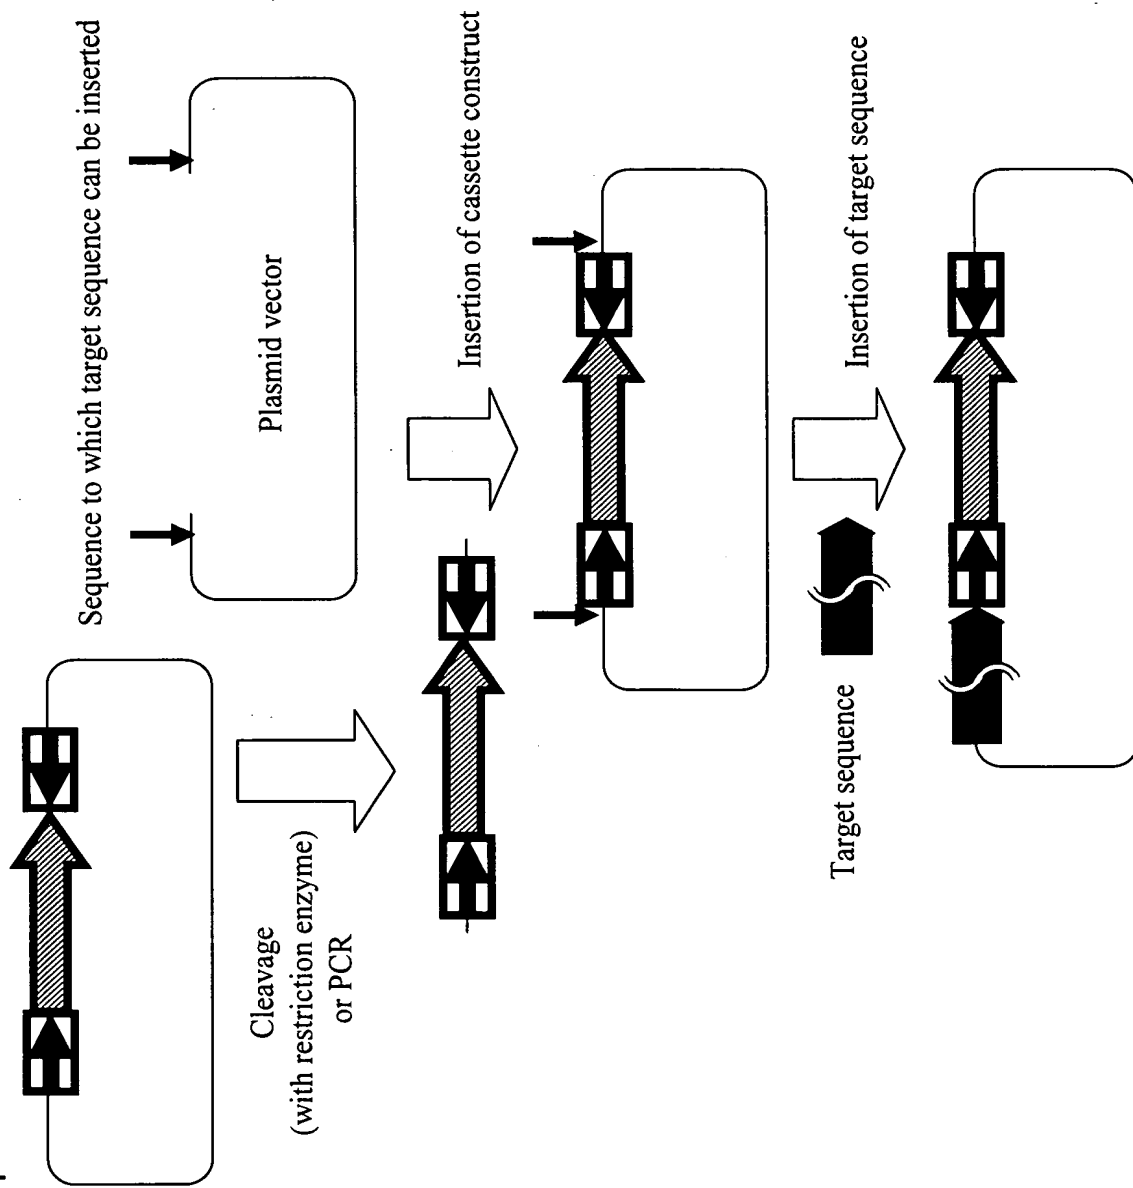 Sequence to which target sequence can be inserted
Plasmid vector
Cleavage
(with restriction enzyme)
or PCR
Insertion of cassette construct
Target sequence
Insertion of target sequence